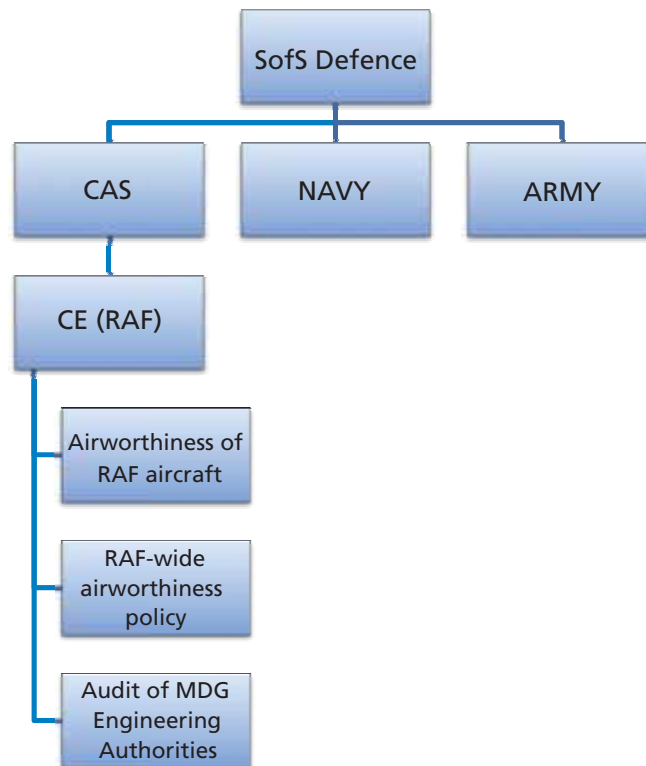 SofS Defence
CAS
NAVY
ARMY
CE (RAF)
Airworthiness of
RAF aircraft
RAF-wide
airworthiness
policy
Audit of MDG
Engineering
Authorities